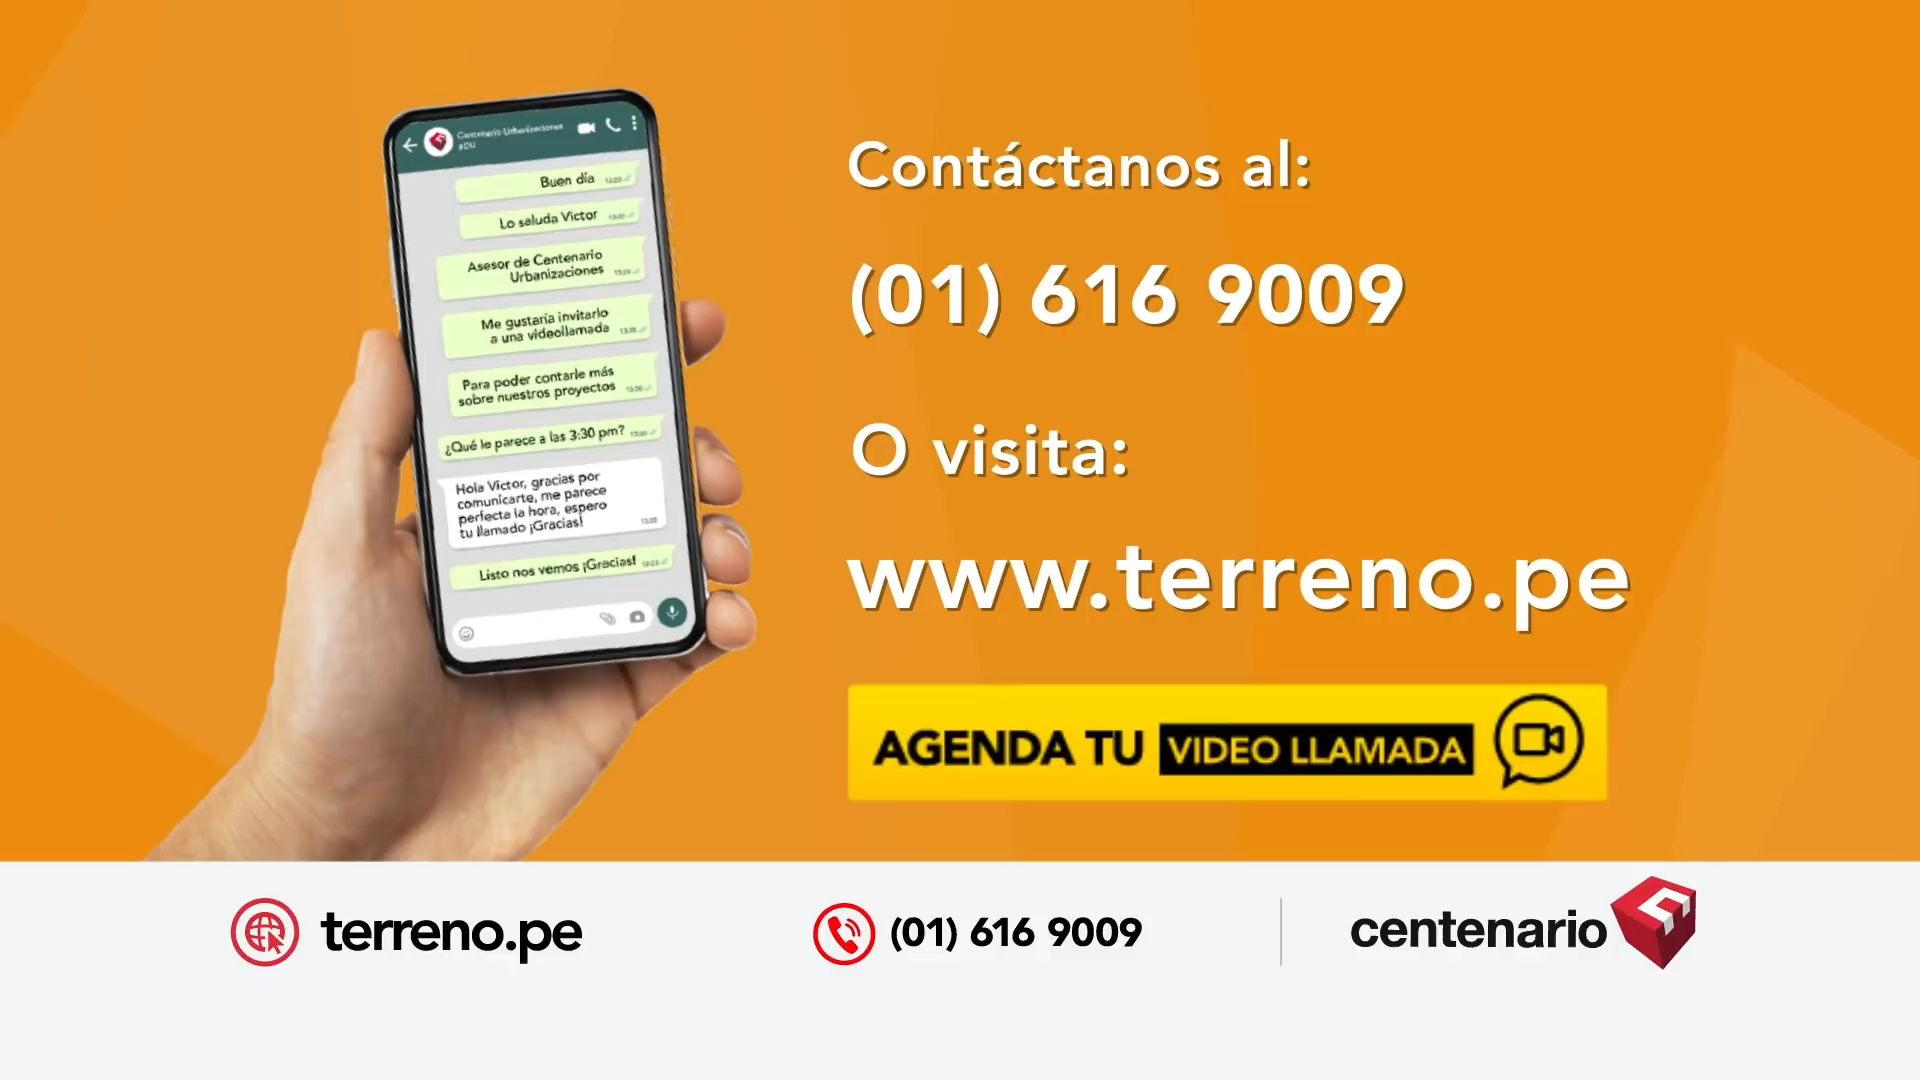 Centenario Urbanizaciones
Buen día
Lo saluda Victor
Asesor de Centenario
Urbanizaciones
Me gustaría invitarlo
a una videollamada
Para poder contarle más
sobre nuestros proyectos
¿Qué le parece a las 3:30 pm?
Hola Victor, gracias por
comunicarte, me parece
perfecta la hora, espero
tu llamado ¡Gracias!
Listo nos vemos ¡Gracias!
Contáctanos al:
(01) 616 9009
O visita:
www.terreno.pe
AGENDA TU VIDEO LLAMADA
terreno.pe
(01) 616 9009
centenario